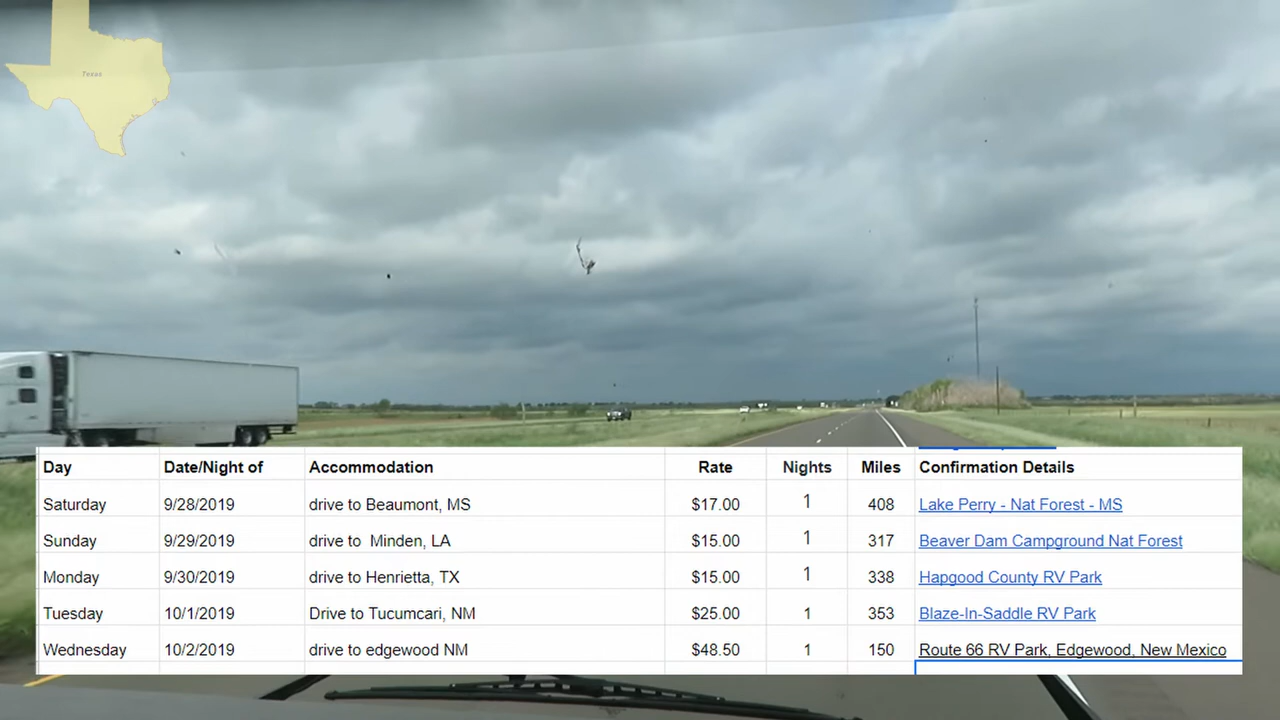 Texas
Day Date/Night of Accommodation Rate Nights Miles Confirmation Details
Saturday 9/28/2019 drive to Beaumont, MS $17.00 1 408 Lake Perry - Nat Forest - MS
Sunday 9/29/2019 drive to Minden, LA $15.00 1 317 Beaver Dam Campground Nat Forest
Monday 9/30/2019 drive to Henrietta, TX $15.00 1 338 Hapgood County RV Park
Tuesday 10/1/2019 Drive to Tucumcari, NM $25.00 1 353 Blaze-In-Saddle RV Park
Wednesday 10/2/2019 drive to edgewood NM $48.50 1 150 Route 66 RV Park, Edgewood, New Mexico